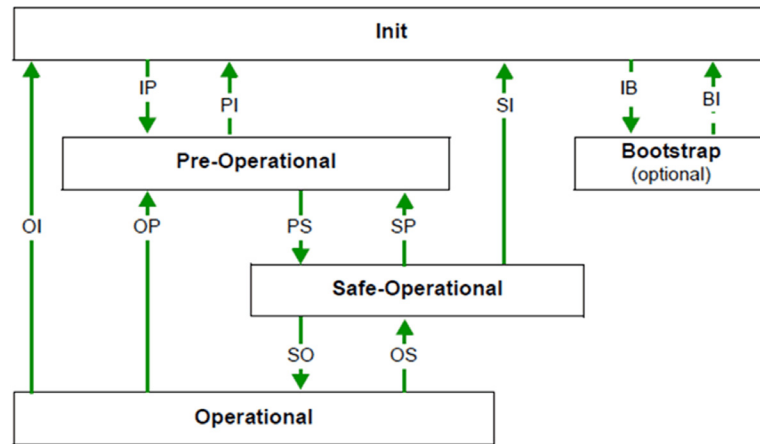 Init
IP
PI
SI
IB
BI
Pre-Operational
Bootstrap
(optional)
OI
OP
PS
SP
Safe-Operational
SO
OS
Operational